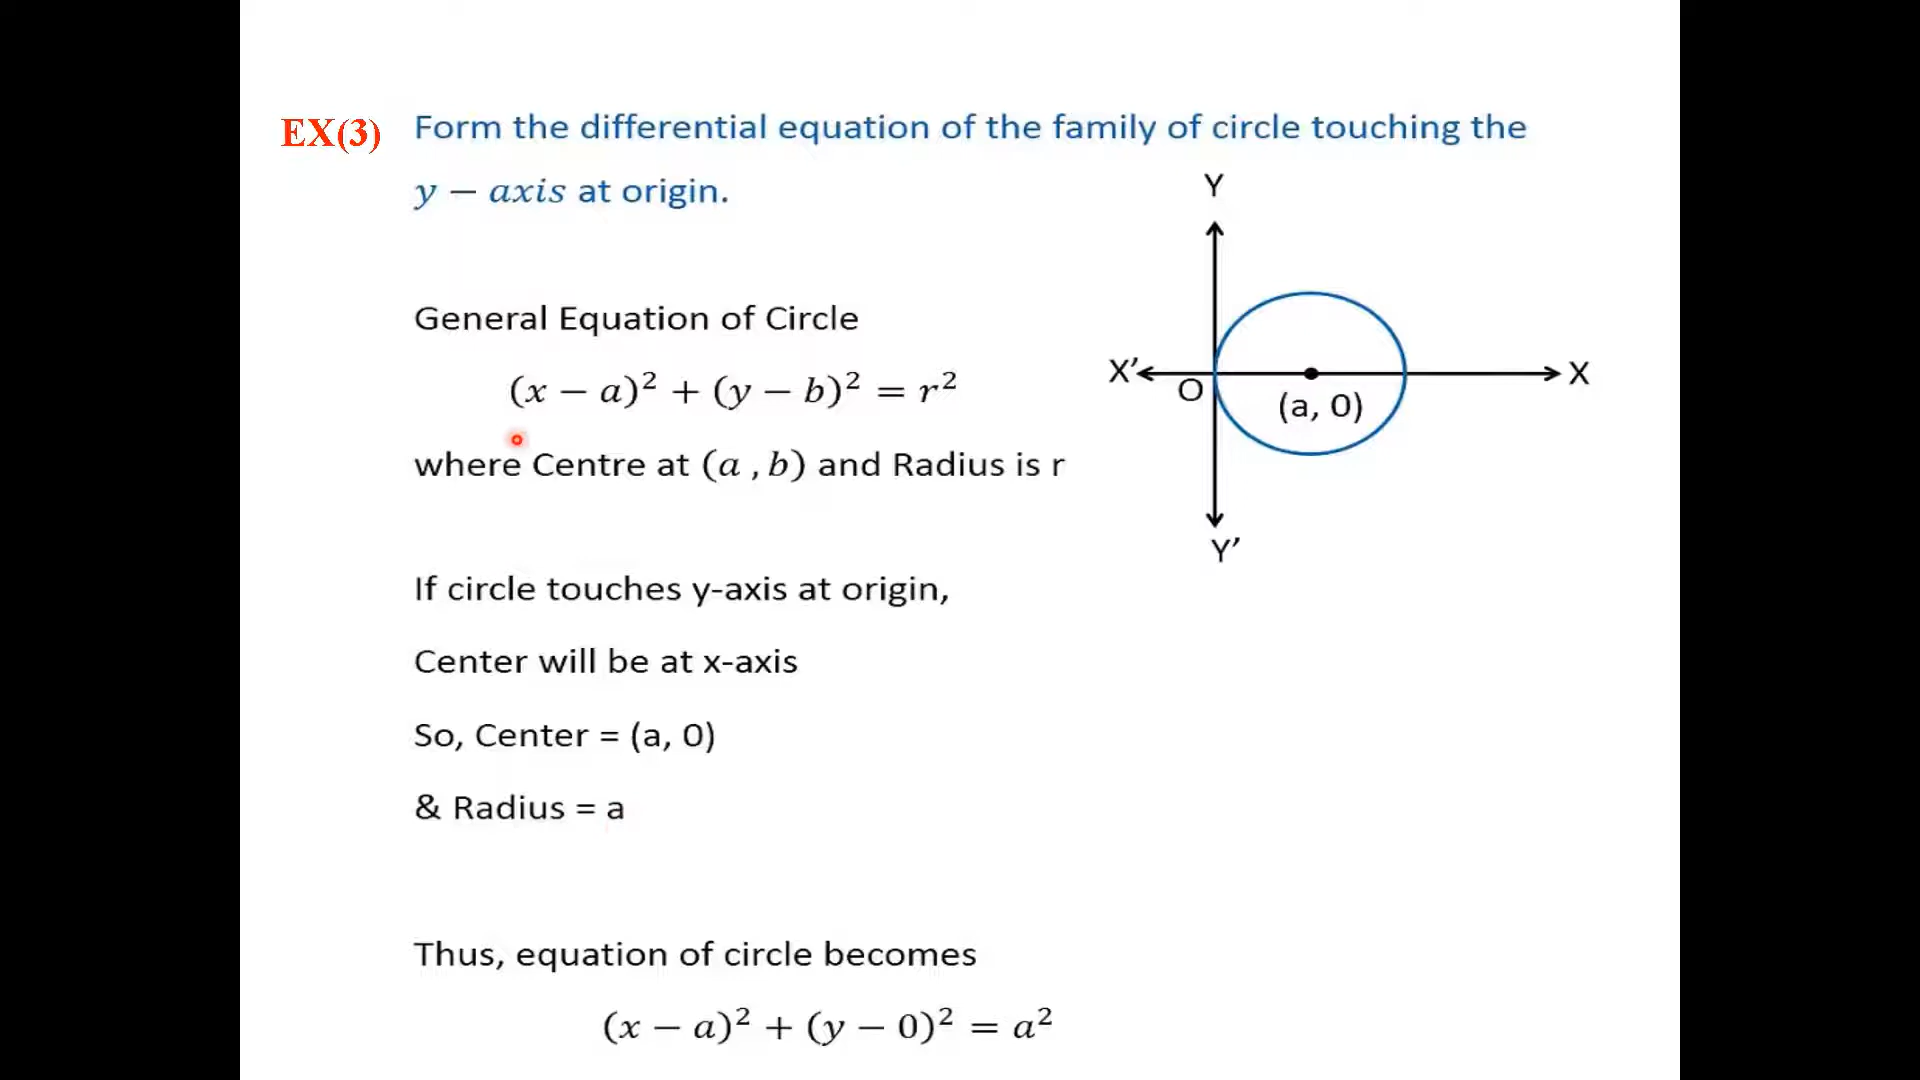 EX(3) Form the differential equation of the family of circle touching the
y − axis at origin.
General Equation of Circle
(x − a)² + (y − b)² = r²
where Centre at (a , b) and Radius is r
If circle touches y-axis at origin,
Center will be at x-axis
So, Center = (a, 0)
& Radius = a
Thus, equation of circle becomes
(x − a)² + (y − 0)² = a²
Y
X′
O
(a, 0)
X
Y′